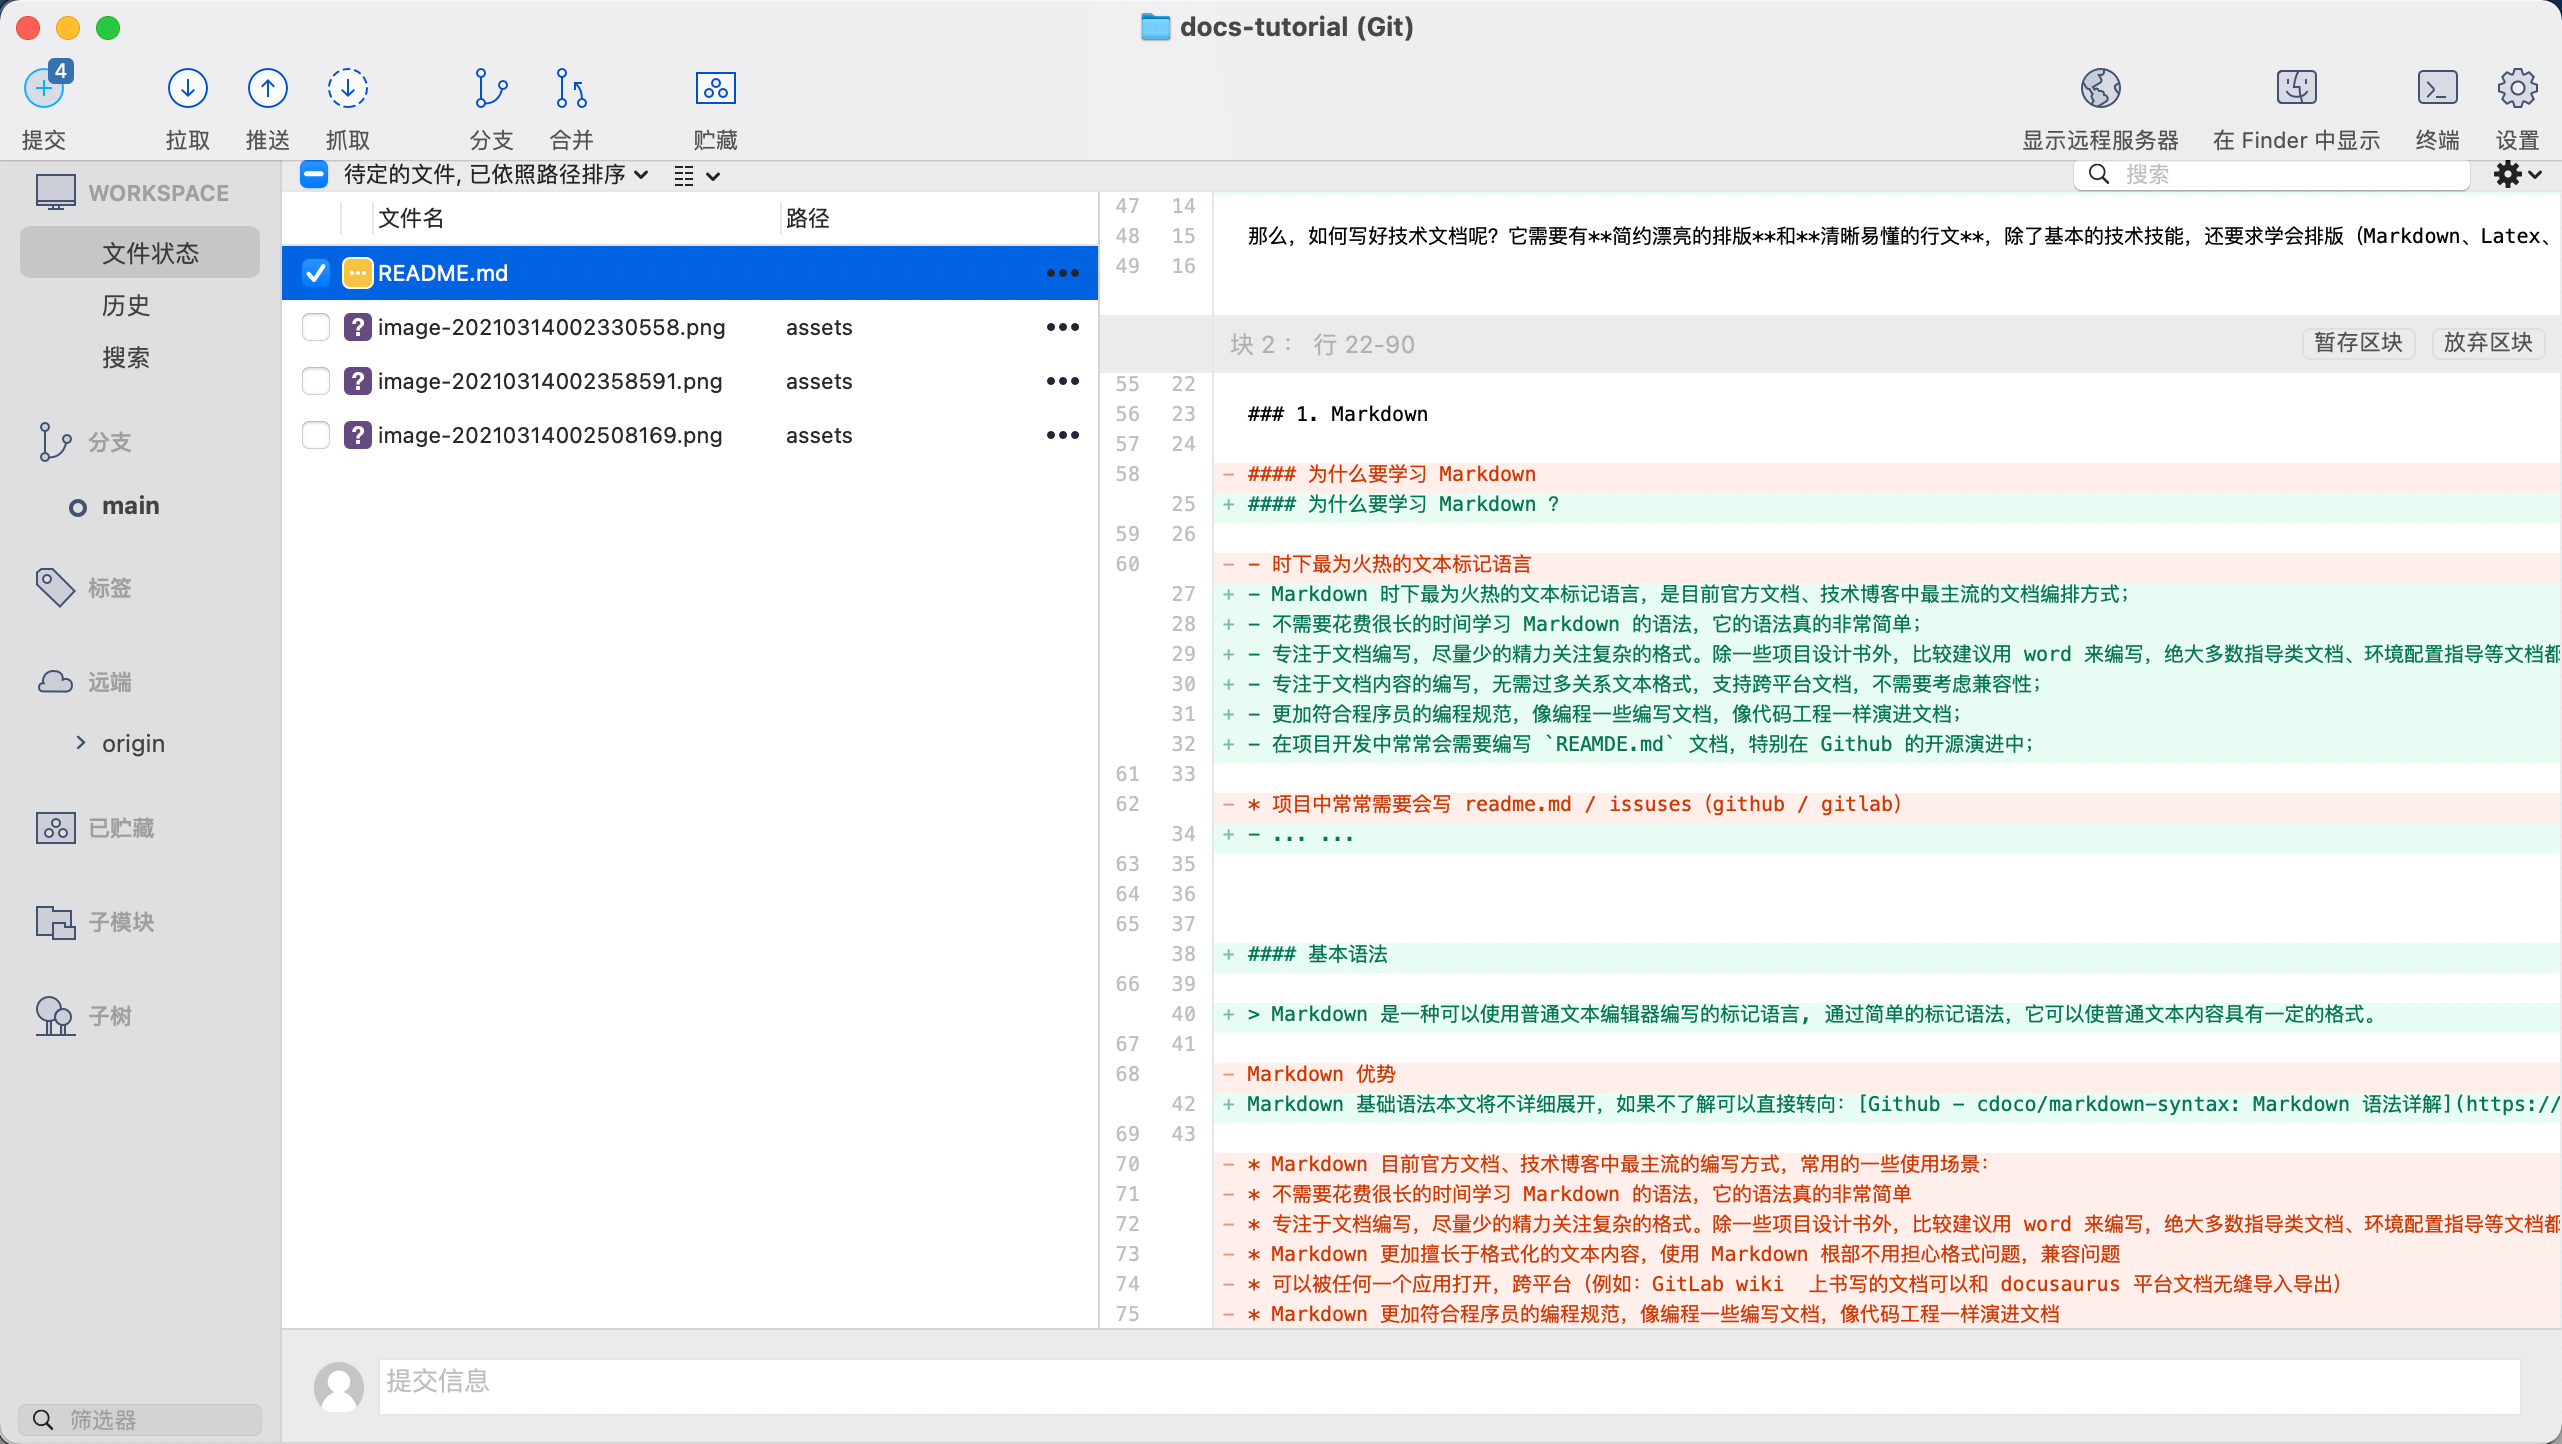 docs-tutorial (Git)
4
提交
拉取
推送
抓取
分支
合并
贮藏
显示远程服务器
在 Finder 中显示
终端
设置
WORKSPACE
文件状态
历史
搜索
分支
main
标签
远端
origin
已贮藏
子模块
子树
筛选器
待定的文件, 已依照路径排序
搜索
文件名 路径
README.md
image-20210314002330558.png assets
image-20210314002358591.png assets
image-20210314002508169.png assets
47 14
48 15 那么，如何写好技术文档呢？它需要有**简约漂亮的排版**和**清晰易懂的行文**，除了基本的技术技能，还要求学会排版（Markdown、Latex、
49 16
块 2： 行 22-90
暂存区块
放弃区块
55 22
56 23 ### 1. Markdown
57 24
58 - #### 为什么要学习 Markdown
25 + #### 为什么要学习 Markdown ？
59 26
60 - - 时下最为火热的文本标记语言
27 + - Markdown 时下最为火热的文本标记语言，是目前官方文档、技术博客中最主流的文档编排方式；
28 + - 不需要花费很长的时间学习 Markdown 的语法，它的语法真的非常简单；
29 + - 专注于文档编写，尽量少的精力关注复杂的格式。除一些项目设计书外，比较建议用 word 来编写，绝大多数指导类文档、环境配置指导等文档都
30 + - 专注于文档内容的编写，无需过多关系文本格式，支持跨平台文档，不需要考虑兼容性；
31 + - 更加符合程序员的编程规范，像编程一些编写文档，像代码工程一样演进文档；
32 + - 在项目开发中常常会需要编写 `REAMDE.md` 文档，特别在 Github 的开源演进中；
61 33
62 - * 项目中常常需要会写 readme.md / issuses（github / gitlab）
34 + - ... ...
63 35
64 36
65 37
38 + #### 基本语法
66 39
40 + > Markdown 是一种可以使用普通文本编辑器编写的标记语言, 通过简单的标记语法，它可以使普通文本内容具有一定的格式。
67 41
68 - Markdown 优势
42 + Markdown 基础语法本文将不详细展开，如果不了解可以直接转向：[Github - cdoco/markdown-syntax: Markdown 语法详解](https://
69 43
70 - * Markdown 目前官方文档、技术博客中最主流的编写方式，常用的一些使用场景：
71 - * 不需要花费很长的时间学习 Markdown 的语法，它的语法真的非常简单
72 - * 专注于文档编写，尽量少的精力关注复杂的格式。除一些项目设计书外，比较建议用 word 来编写，绝大多数指导类文档、环境配置指导等文档都
73 - * Markdown 更加擅长于格式化的文本内容，使用 Markdown 根部不用担心格式问题，兼容问题
74 - * 可以被任何一个应用打开，跨平台（例如：GitLab wiki  上书写的文档可以和 docusaurus 平台文档无缝导入导出）
75 - * Markdown 更加符合程序员的编程规范，像编程一些编写文档，像代码工程一样演进文档
提交信息